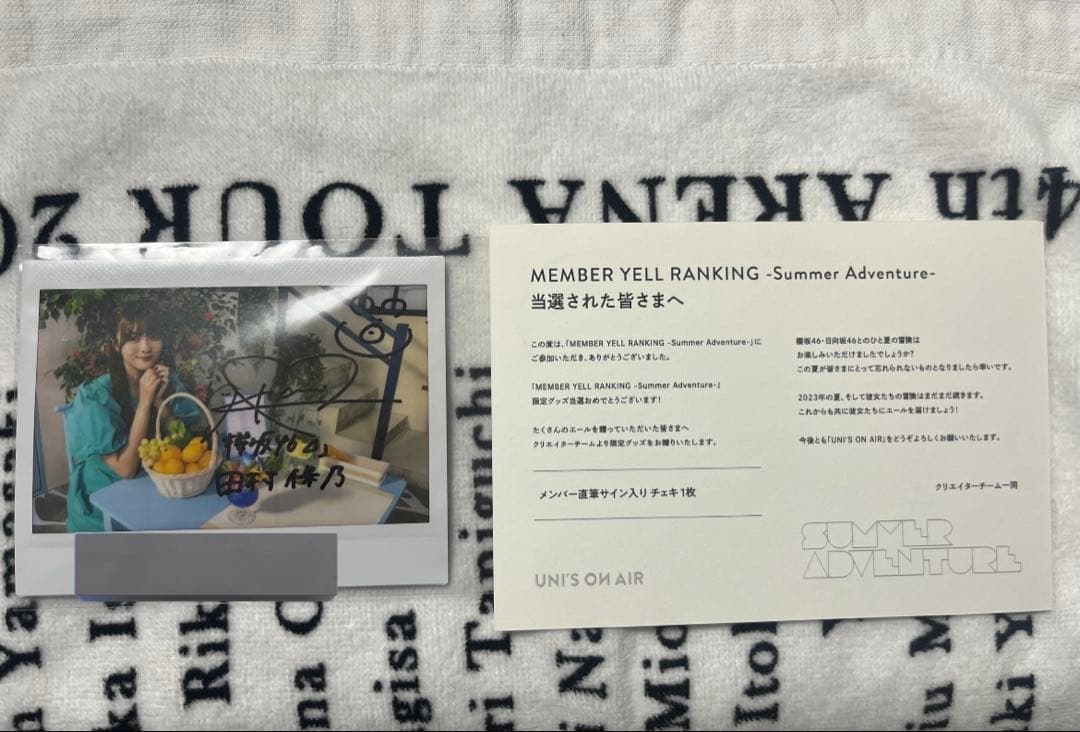 4th ARENA TOUR 20
櫻坂46の
田村保乃
MEMBER YELL RANKING -Summer Adventure-
当選された皆さまへ
この度は、「MEMBER YELL RANKING -Summer Adventure-」に
ご参加いただき、ありがとうございました。
「MEMBER YELL RANKING -Summer Adventure-」
限定グッズ当選おめでとうございます！
たくさんのエールを贈っていただいた皆さまへ
クリエイターチームより限定グッズをお贈りいたします。
メンバー直筆サイン入り チェキ 1枚
UNI'S ON AIR
櫻坂46・日向坂46とのひと夏の冒険は
お楽しみいただけましたでしょうか？
この夏が皆さまにとって忘れられないものとなりましたら幸いです。
2023年の夏、そして彼女たちの冒険はまだまだ続きます。
これからも共に彼女たちにエールを届けましょう！
今後とも「UNI'S ON AIR」をどうぞよろしくお願いいたします。
クリエイターチーム一同
SUMMER
ADVENTURE
Yamasaki
Rik
gisa
ri Taniguchi
i Na
Mio
Itol
iu M
ki Y